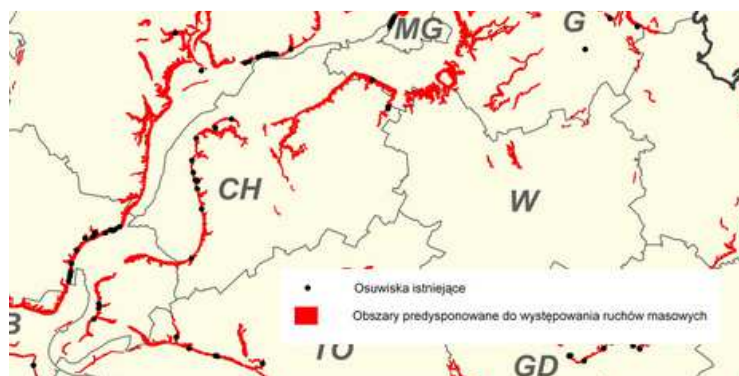 MG
G
CH
W
Osuwiska istniejące
Obszary predysponowane do występowania ruchów masowych
B
TO
GD